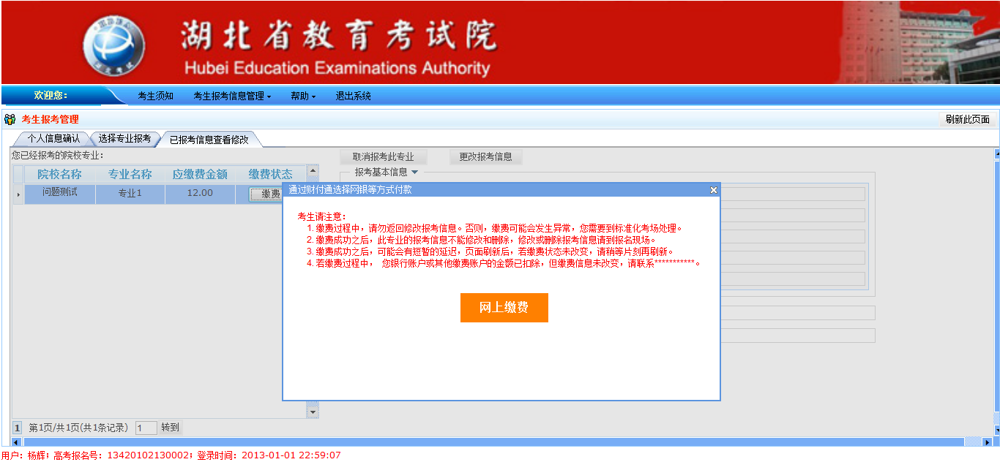 湖北省教育考试院
Hubei Education Examinations Authority
欢迎您： 考生须知 考生报考信息管理 帮助 退出系统
考生报考管理 刷新此页面
个人信息确认 选择专业报考 已报考信息查看修改
您已经报考的院校专业：
取消报考此专业 更改报考信息
院校名称 专业名称 应缴费金额 缴费状态
报考基本信息
问题测试 专业1 12.00 缴费
通过财付通选择网银等方式付款
考生请注意：
1. 缴费过程中，请勿返回修改报考信息。否则，缴费可能会发生异常，您需要到标准化考场处理。
2. 缴费成功之后，此专业的报考信息不能修改和删除，修改或删除报考信息请到报名现场。
3. 缴费成功之后，可能会有短暂的延迟，页面刷新后，若缴费状态未改变，请稍等片刻再刷新。
4. 若缴费过程中， 您银行账户或其他缴费账户的金额已扣除，但缴费信息未改变，请联系***********。
网上缴费
1 第1页/共1页(共1条记录) 1 转到
用户：杨辉；高考报名号：13420102130002；登录时间：2013-01-01 22:59:07